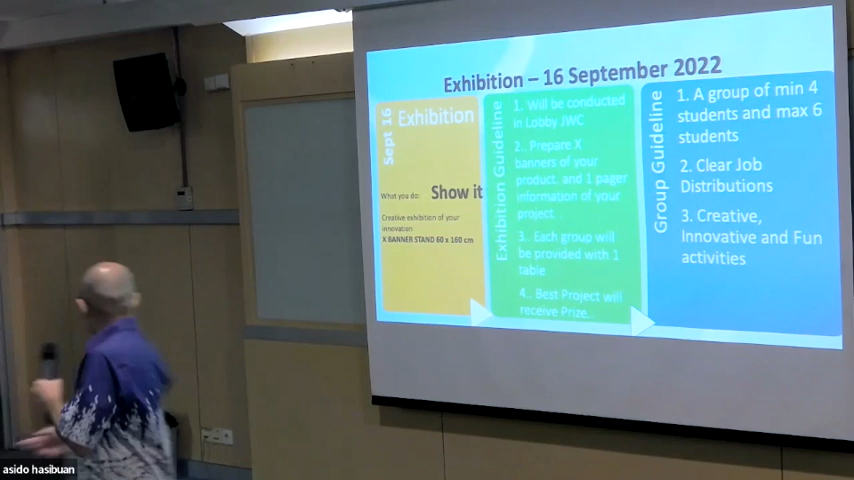 Exhibition – 16 September 2022
Sept 16
Exhibition
What you do: Show it
Creative exhibition of your
innovation
X BANNER STAND 60 x 160 cm
Exhibition Guideline
1. Will be conducted
in Lobby JWC
2.. Prepare X
banners of your
product. and 1 pager
information of your
project
3.. Each group will
be provided with 1
table
4.. Best Project will
receive Prize..
Group Guideline
1. A group of min 4
students and max 6
students
2. Clear Job
Distributions
3. Creative,
Innovative and Fun
activities
asido hasibuan